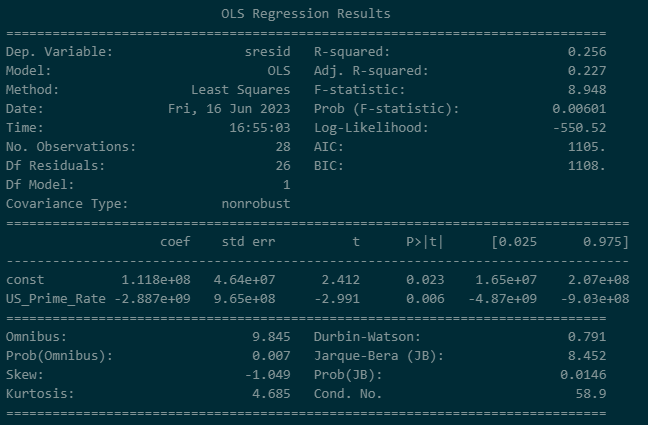 OLS Regression Results
==============================================================================
Dep. Variable: sresid R-squared: 0.256
Model: OLS Adj. R-squared: 0.227
Method: Least Squares F-statistic: 8.948
Date: Fri, 16 Jun 2023 Prob (F-statistic): 0.00601
Time: 16:55:03 Log-Likelihood: -550.52
No. Observations: 28 AIC: 1105.
Df Residuals: 26 BIC: 1108.
Df Model: 1
Covariance Type: nonrobust
=================================================================================
coef std err t P>|t| [0.025 0.975]
---------------------------------------------------------------------------------
const 1.118e+08 4.64e+07 2.412 0.023 1.65e+07 2.07e+08
US_Prime_Rate -2.887e+09 9.65e+08 -2.991 0.006 -4.87e+09 -9.03e+08
==============================================================================
Omnibus: 9.845 Durbin-Watson: 0.791
Prob(Omnibus): 0.007 Jarque-Bera (JB): 8.452
Skew: -1.049 Prob(JB): 0.0146
Kurtosis: 4.685 Cond. No. 58.9
==============================================================================